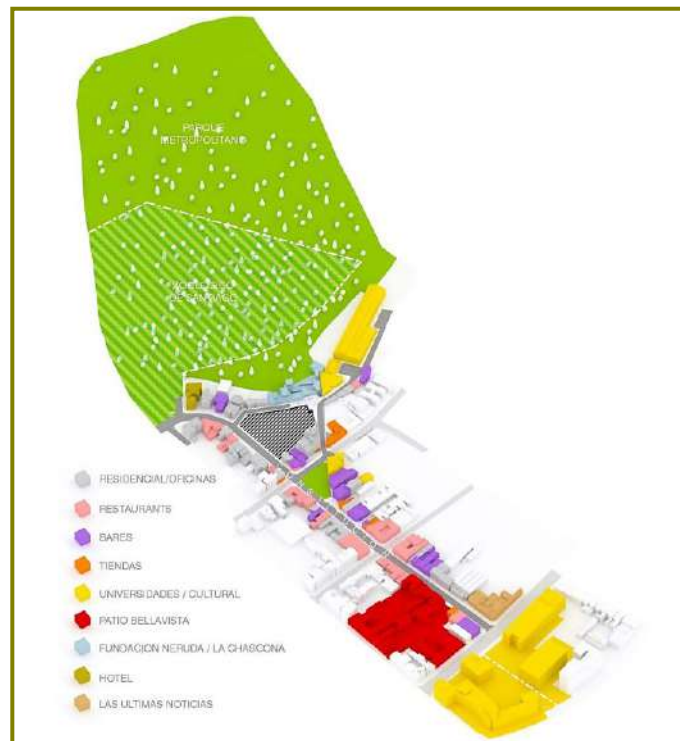 PARQUE
METROPOLITANO
ZOOLOGICO
DE SANTIAGO
RESIDENCIAL/OFICINAS
RESTAURANTS
BARES
TIENDAS
UNIVERSIDADES / CULTURAL
PATIO BELLAVISTA
FUNDACION NERUDA / LA CHASCONA
HOTEL
LAS ULTIMAS NOTICIAS